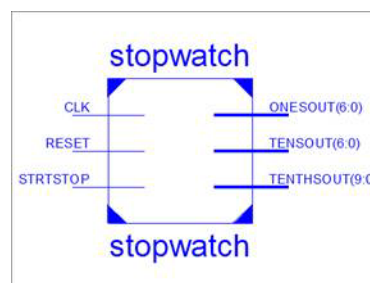 stopwatch
CLK
ONESOUT(6:0)
RESET
TENSOUT(6:0)
STRTSTOP
TENTHSOUT(9:0
stopwatch